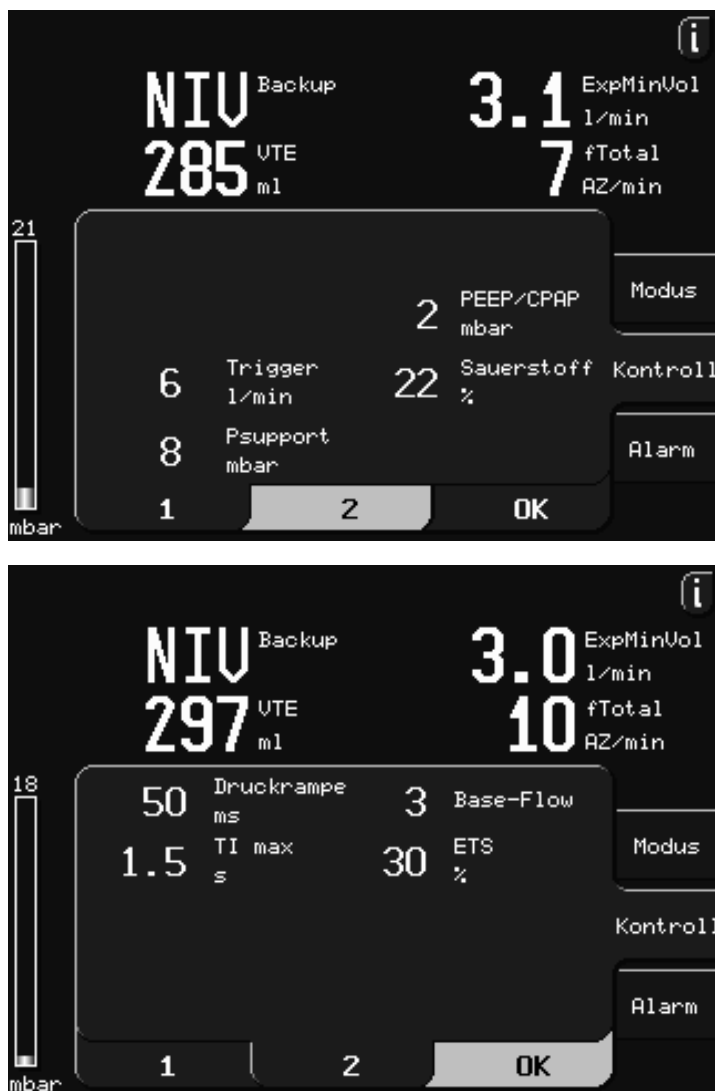 i
NIV Backup 3.1 ExpMinVol
l/min
285 VTE 7 fTotal
ml AZ/min
21
2 PEEP/CPAP Modus
mbar
6 Trigger 22 Sauerstoff Kontroll
l/min %
8 Psupport Alarm
mbar
1 2 OK
mbar
i
NIV Backup 3.0 ExpMinVol
l/min
297 VTE 10 fTotal
ml AZ/min
18
50 Druckrampe 3 Base-Flow
ms
1.5 TI max 30 ETS Modus
s %
Kontroll
Alarm
1 2 OK
mbar